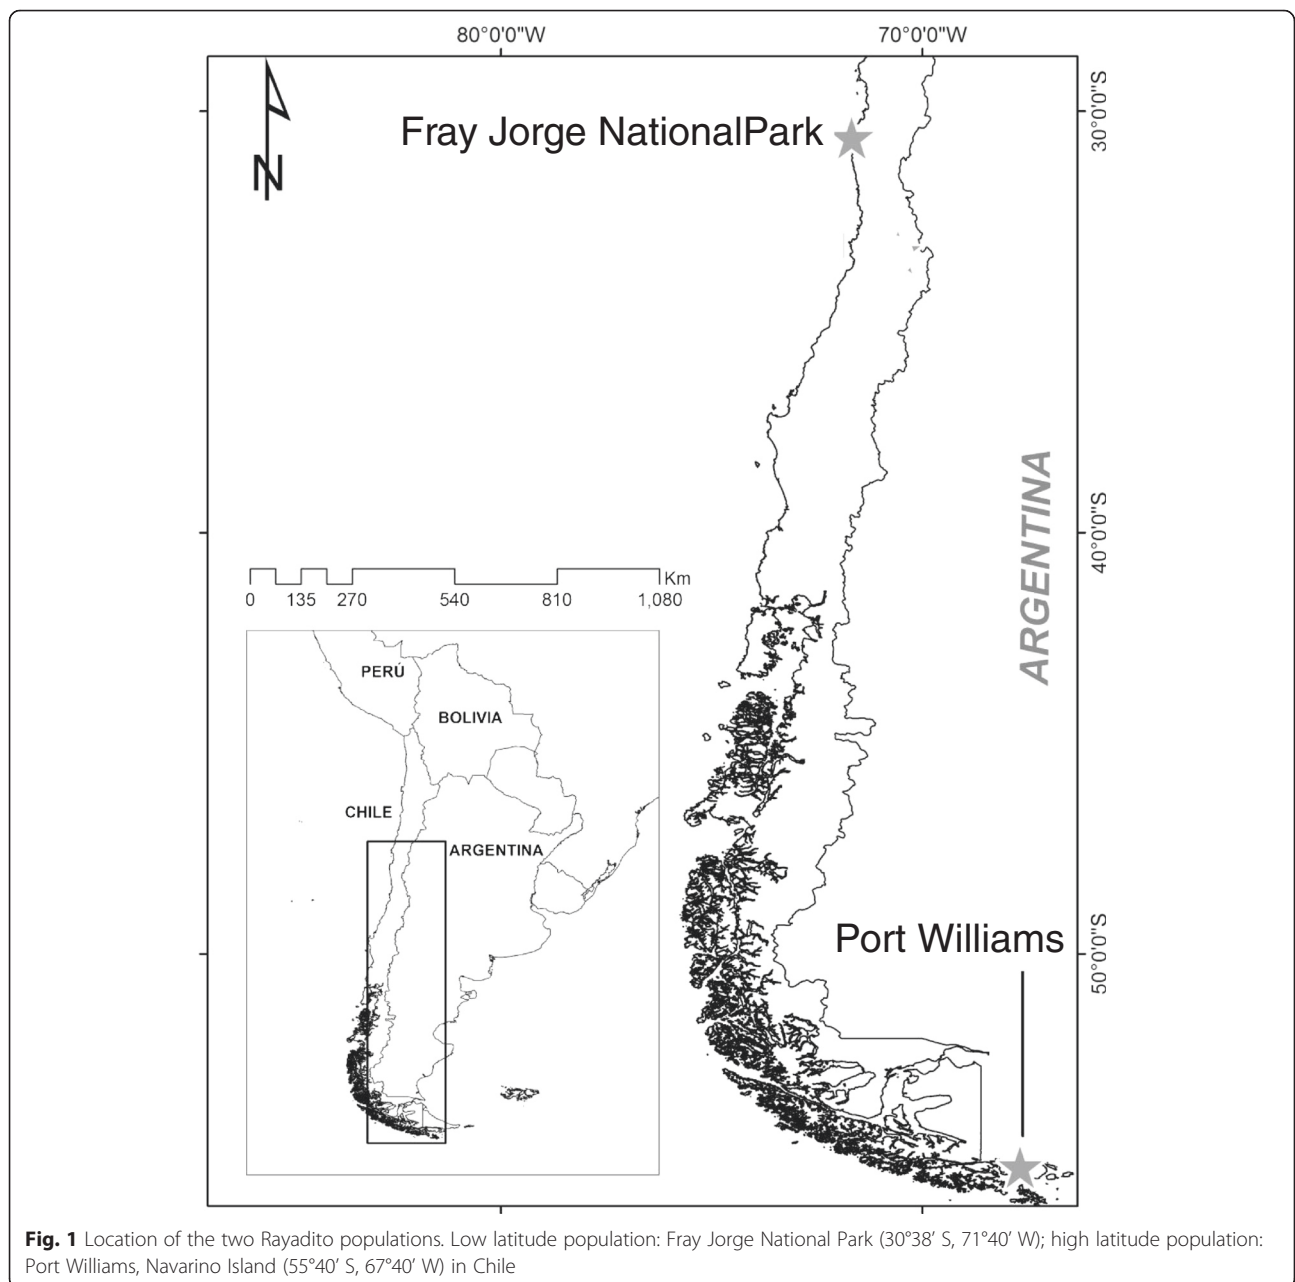 80°0'0"W 70°0'0"W
30°0'0"S
Fray Jorge NationalPark
N
ARGENTINA
40°0'0"S
Km
0 135 270 540 810 1,080
PERÚ
BOLIVIA
CHILE
ARGENTINA
Port Williams
50°0'0"S
Fig. 1 Location of the two Rayadito populations. Low latitude population: Fray Jorge National Park (30°38′ S, 71°40′ W); high latitude population:
Port Williams, Navarino Island (55°40′ S, 67°40′ W) in Chile